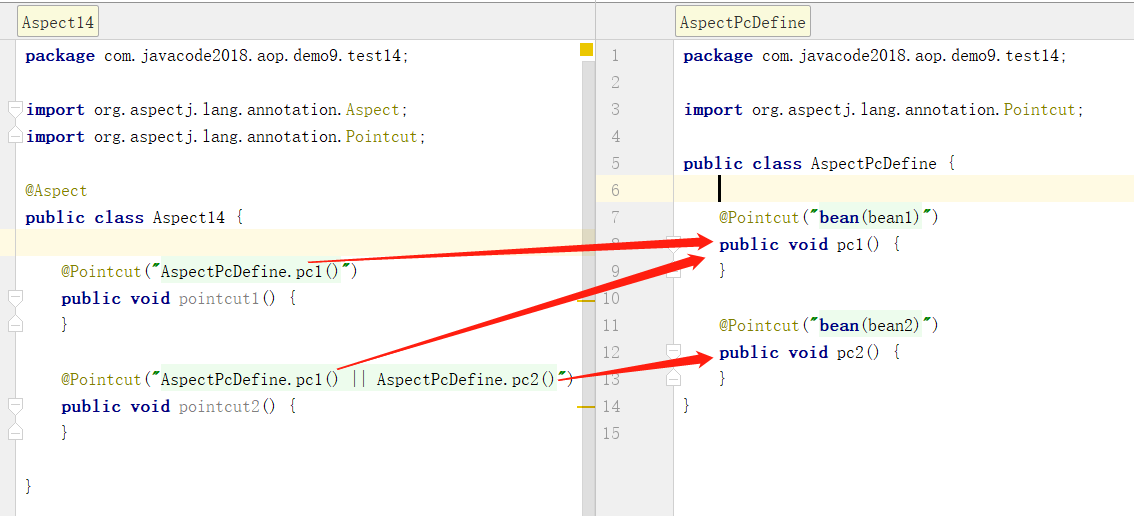 Aspect14
package com.javacode2018.aop.demo9.test14;
import org.aspectj.lang.annotation.Aspect;
import org.aspectj.lang.annotation.Pointcut;
@Aspect
public class Aspect14 {
@Pointcut("AspectPcDefine.pc1()")
public void pointcut1() {
}
@Pointcut("AspectPcDefine.pc1() || AspectPcDefine.pc2()")
public void pointcut2() {
}
}
AspectPcDefine
1 package com.javacode2018.aop.demo9.test14;
2
3 import org.aspectj.lang.annotation.Pointcut;
4
5 public class AspectPcDefine {
6
7 @Pointcut("bean(bean1)")
8 public void pc1() {
9 }
10
11 @Pointcut("bean(bean2)")
12 public void pc2() {
13 }
14 }
15